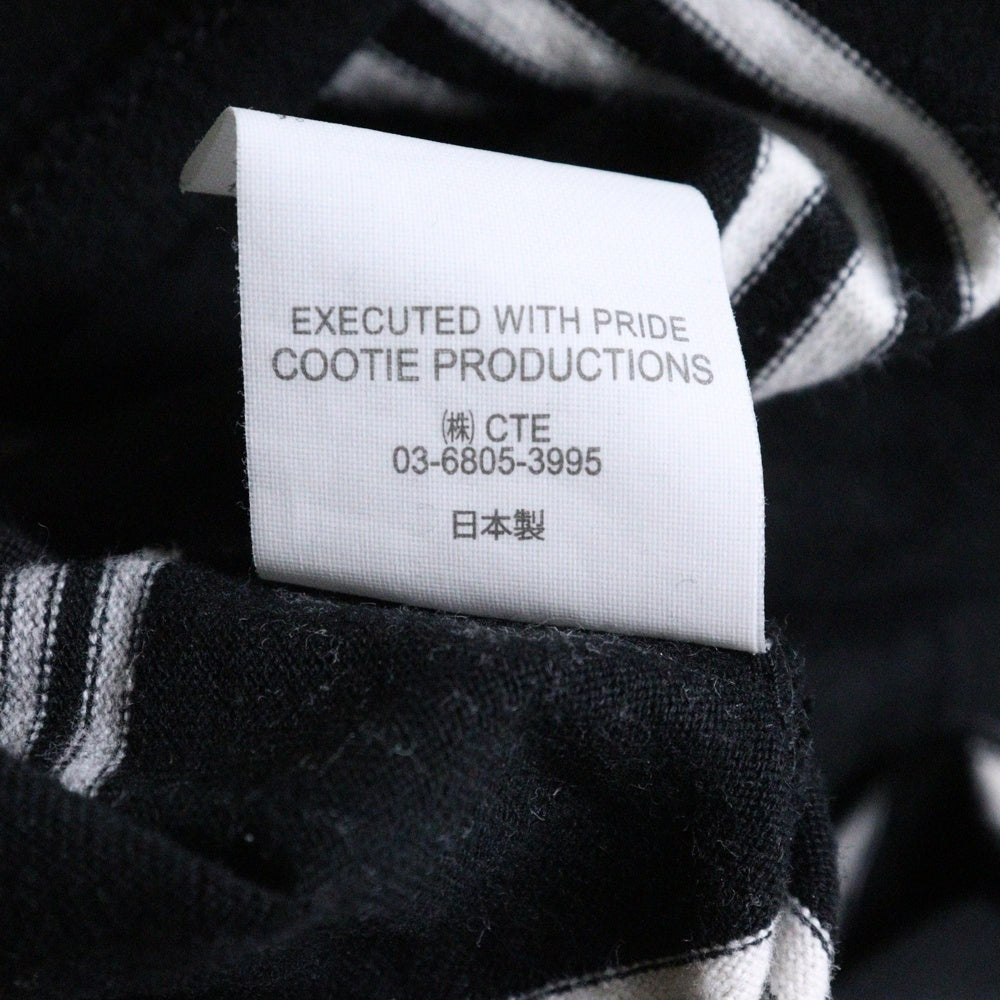 EXECUTED WITH PRIDE
COOTIE PRODUCTIONS
㈱ CTE
03-6805-3995
日本製